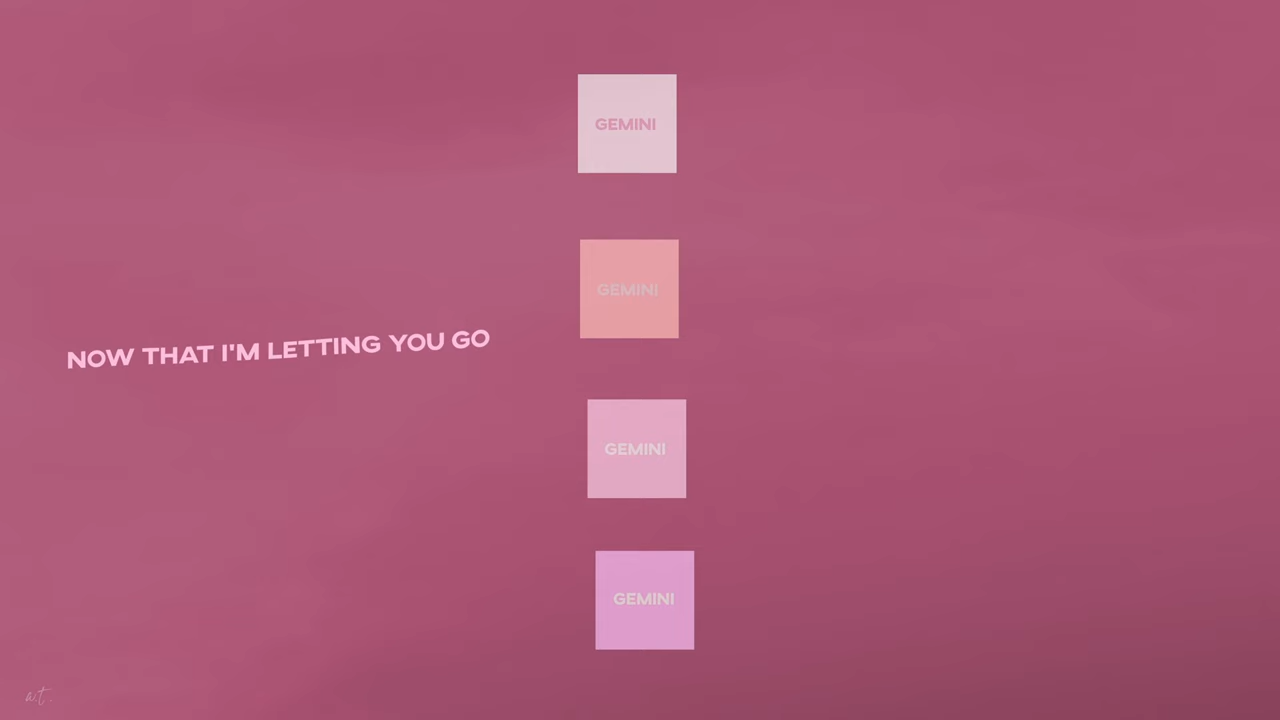 GEMINI
GEMINI
NOW THAT I'M LETTING YOU GO
GEMINI
GEMINI
w.t.